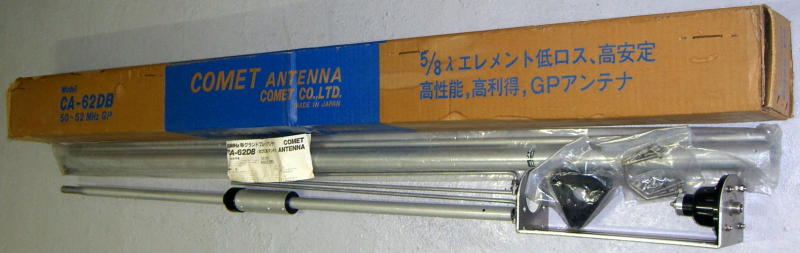 Model
CA-62DB
50~52 MHz GP
COMET ANTENNA
COMET CO.,LTD.
MADE IN JAPAN
5/8λエレメント低ロス、高安定
高性能,高利得,GPアンテナ
COMET
CA-62DB
ANTENNA